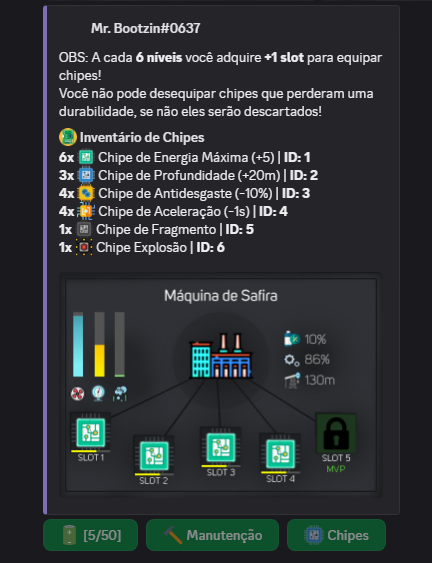 Mr. Bootzin#0637
OBS: A cada 6 níveis você adquire +1 slot para equipar
chipes!
Você não pode desequipar chipes que perderam uma
durabilidade, se não eles serão descartados!
Inventário de Chipes
6x Chipe de Energia Máxima (+5) | ID: 1
3x Chipe de Profundidade (+20m) | ID: 2
4x Chipe de Antidesgaste (-10%) | ID: 3
4x Chipe de Aceleração (-1s) | ID: 4
1x Chipe de Fragmento | ID: 5
1x Chipe Explosão | ID: 6
Máquina de Safira
10%
86%
130m
SLOT 1
SLOT 2
SLOT 3
SLOT 4
SLOT 5
MVP
[5/50]
Manutenção
Chipes